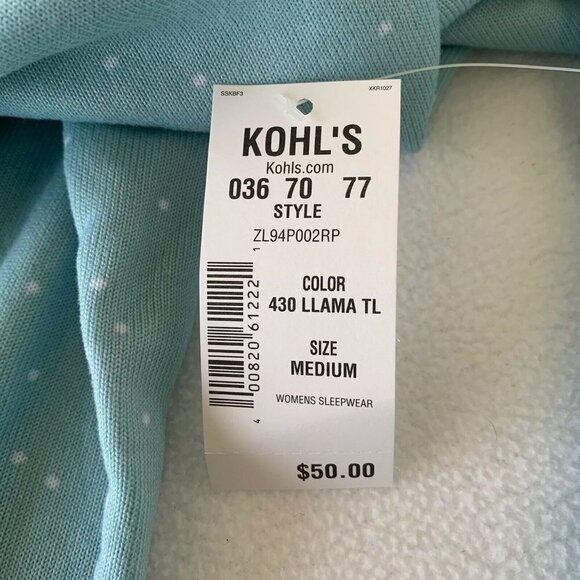 SSKBF3 XKR1027
KOHL'S
Kohls.com
036 70 77
STYLE
ZL94P002RP
COLOR
430 LLAMA TL
SIZE
MEDIUM
WOMENS SLEEPWEAR
4 00820 61222 1
$50.00